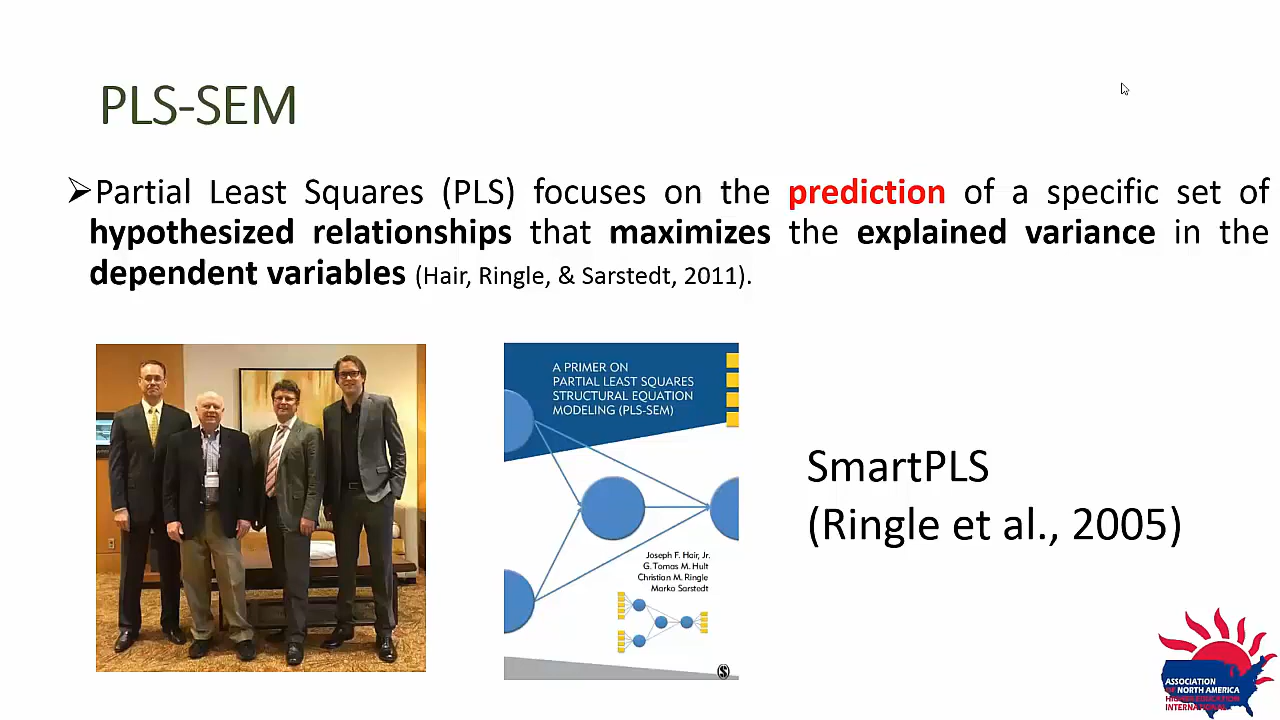 PLS-SEM
➢Partial Least Squares (PLS) focuses on the prediction of a specific set of
hypothesized relationships that maximizes the explained variance in the
dependent variables (Hair, Ringle, & Sarstedt, 2011).
A PRIMER ON
PARTIAL LEAST SQUARES
STRUCTURAL EQUATION
MODELING (PLS-SEM)
Joseph F. Hair, Jr.
G. Tomas M. Hult
Christian M. Ringle
Marko Sarstedt
SmartPLS
(Ringle et al., 2005)
ASSOCIATION
OF NORTH AMERICA
HIGHER EDUCATION
INTERNATIONAL